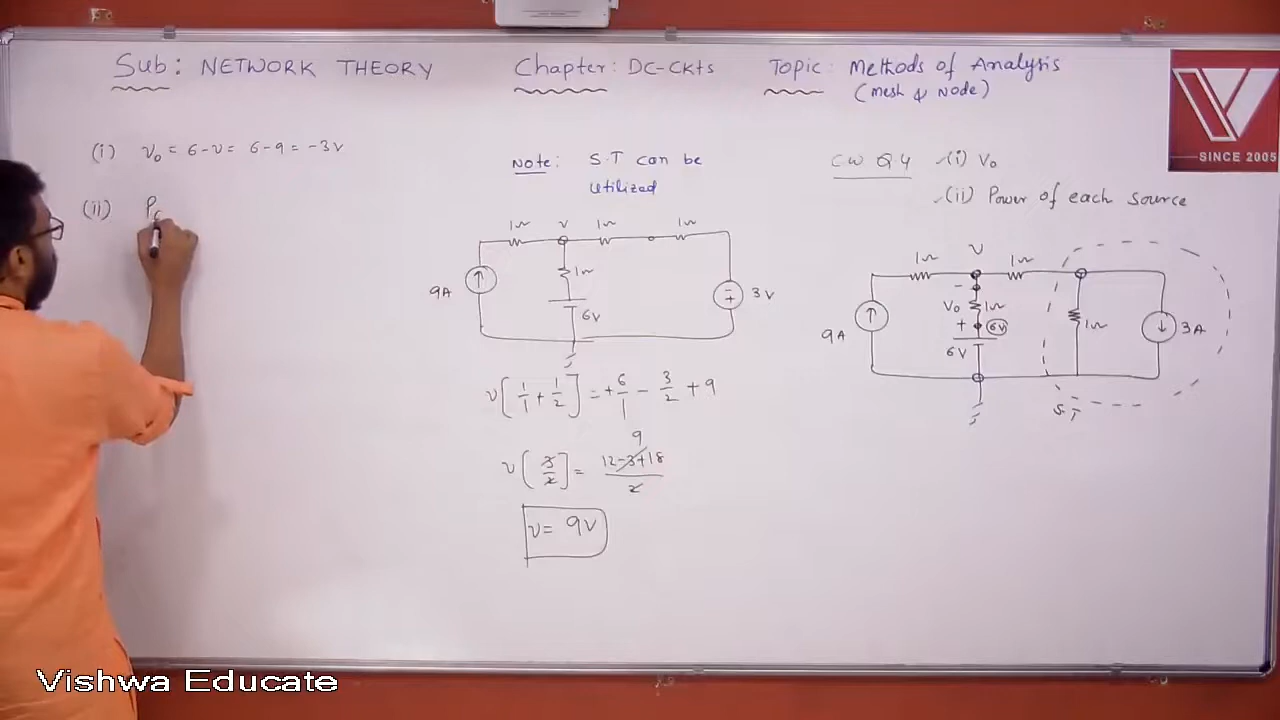 Sub: NETWORK THEORY
Chapter: DC-Ckts
Topic: Methods of Analysis
(Mesh & Node)
SINCE 2005
(i) V₀ = 6-v = 6-9 = -3v
(ii) P
Note: S.T can be
utilized
1Ω v 1Ω 1Ω
9A
1Ω
6v
3v
v[1/1 + 1/2] = +6/1 - 3/2 + 9
9
v[3/2] = 12-3+18/2
v= 9v
CW Q4 (i) V₀
(ii) Power of each source
1Ω v 1Ω
-
9A
V₀ 1Ω
+ 6v
6v
1Ω
3A
S.T
Vishwa Educate